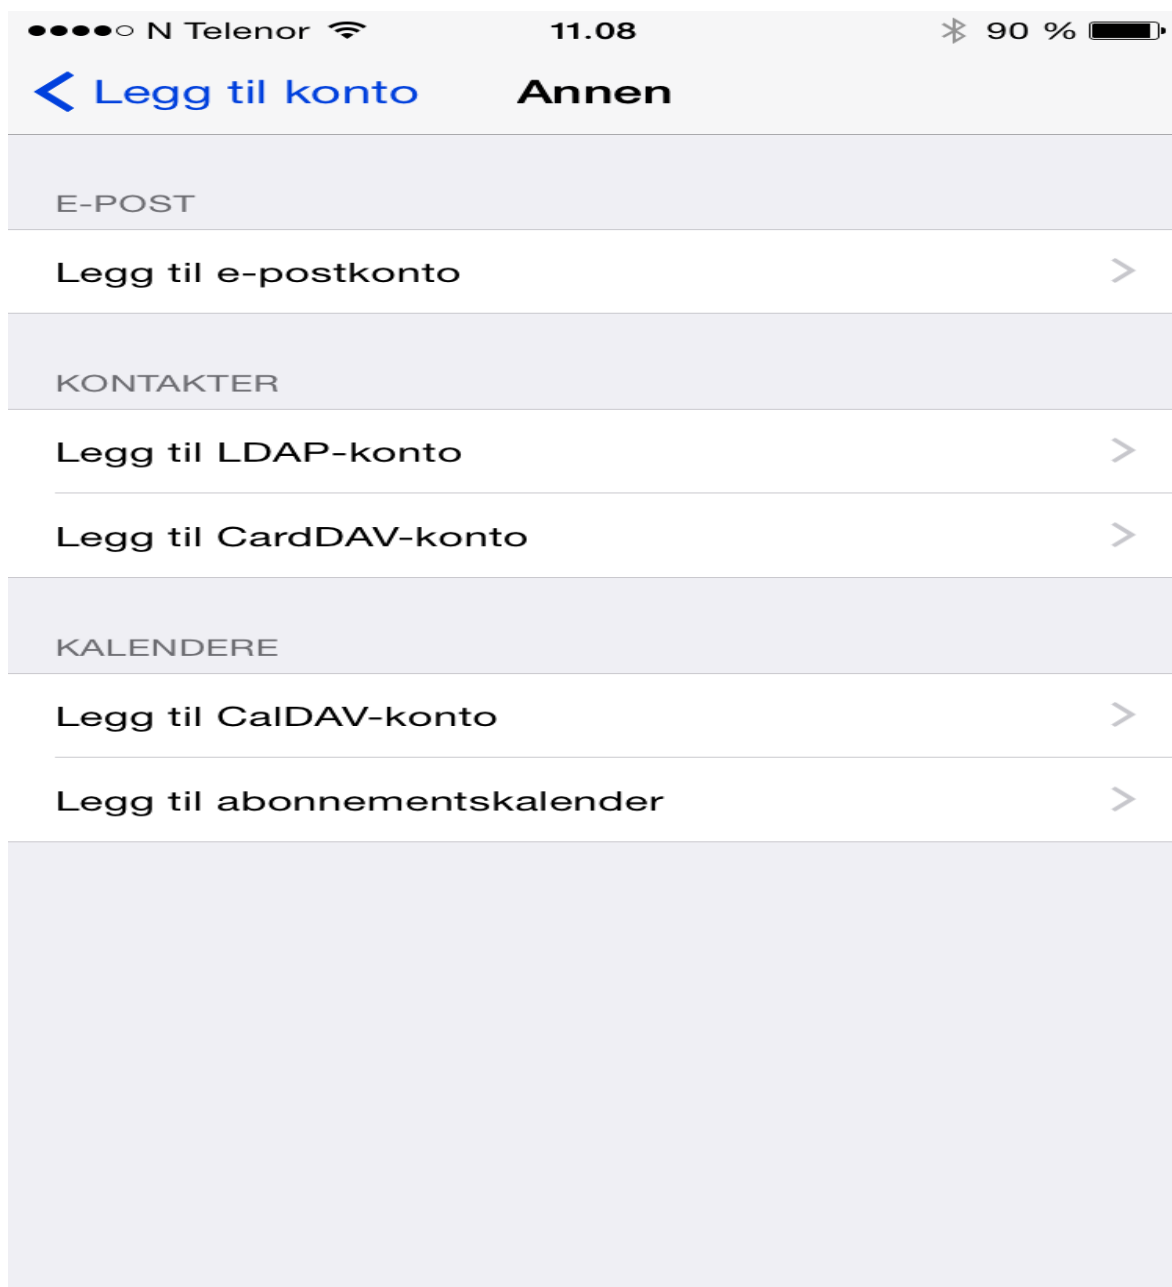 N Telenor 11.08 90 %
Legg til konto Annen
E-POST
Legg til e-postkonto
KONTAKTER
Legg til LDAP-konto
Legg til CardDAV-konto
KALENDERE
Legg til CalDAV-konto
Legg til abonnementskalender